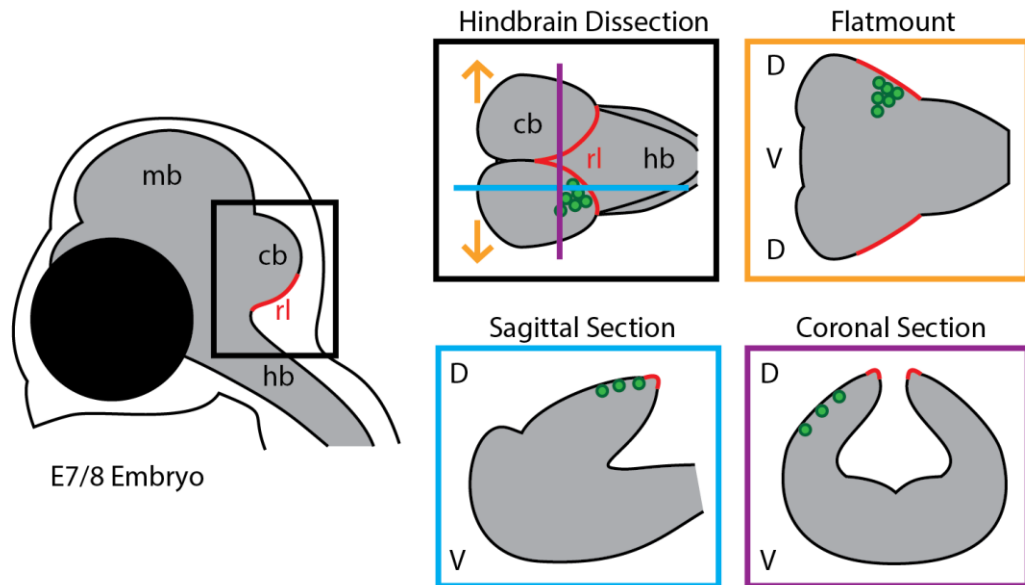 Hindbrain Dissection
Flatmount
mb
cb
rl
hb
E7/8 Embryo
cb
rl
hb
D
V
D
Sagittal Section
D
V
Coronal Section
D
V